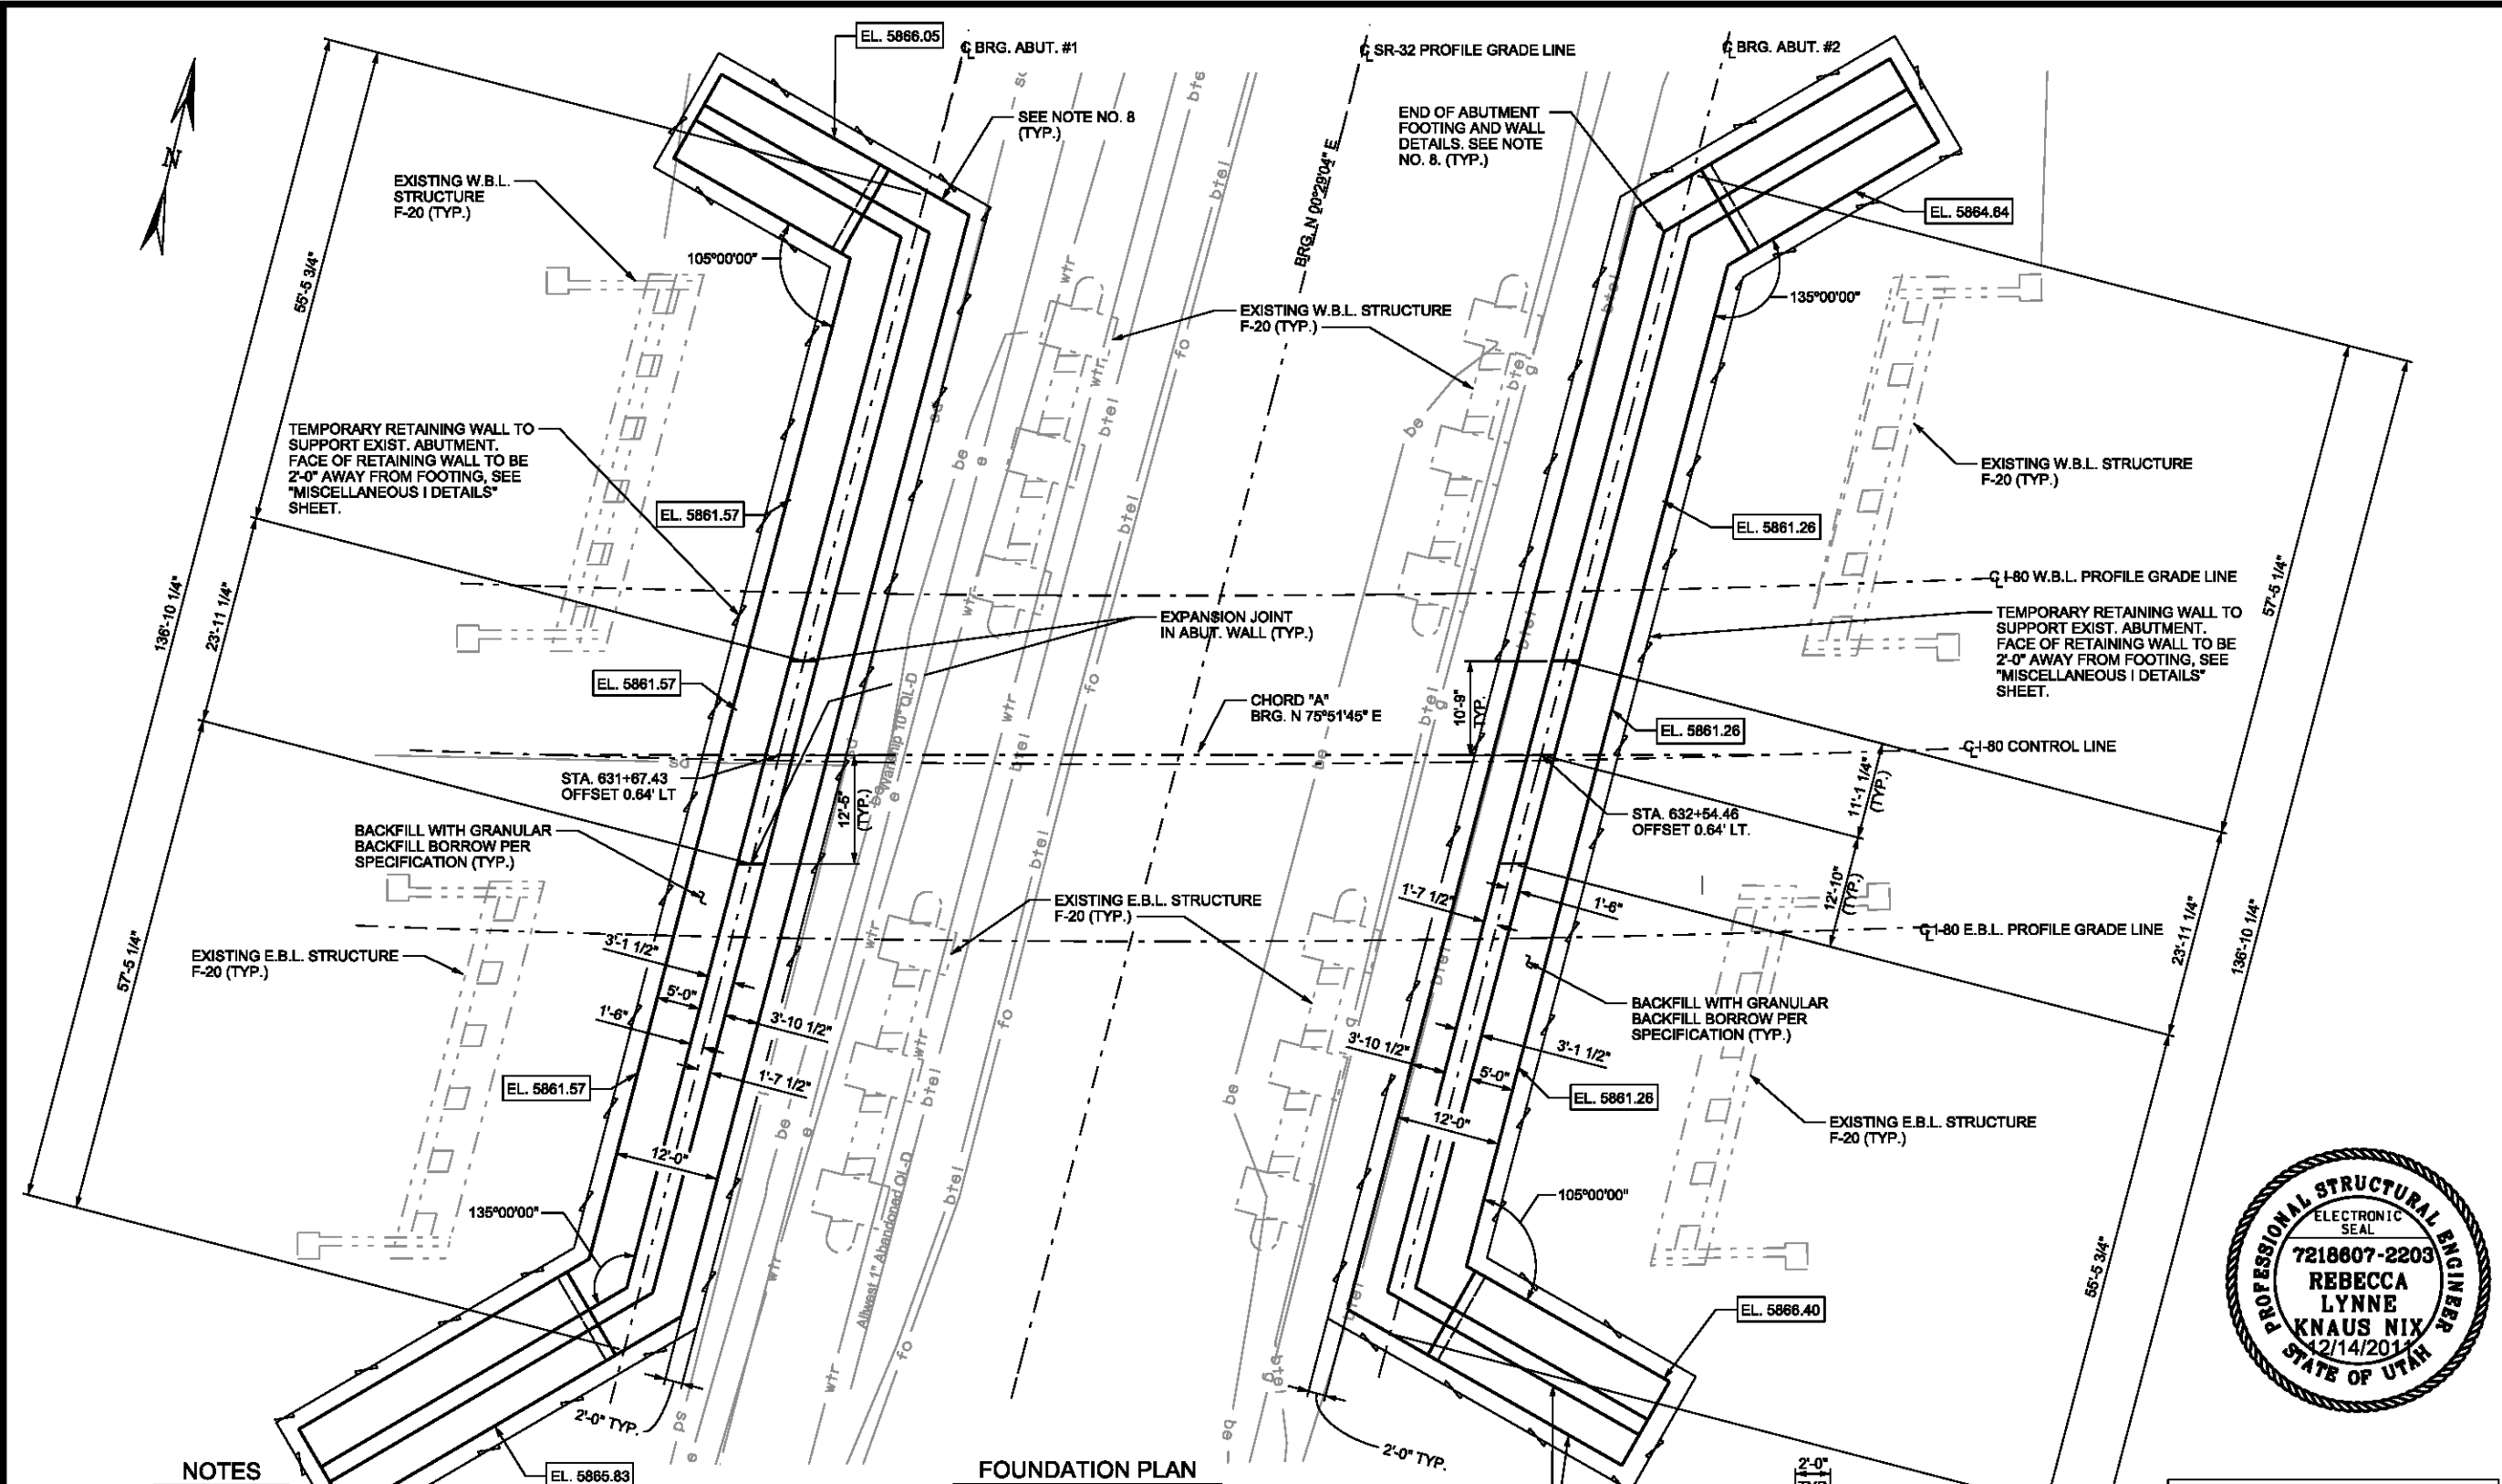 EL. 5866.05
℄ BRG. ABUT. #1
℄ SR-32 PROFILE GRADE LINE
℄ BRG. ABUT. #2
N
SEE NOTE NO. 8
(TYP.)
END OF ABUTMENT
FOOTING AND WALL
DETAILS. SEE NOTE
NO. 8. (TYP.)
BRG. N 00°29'04" E
EXISTING W.B.L.
STRUCTURE
F-20 (TYP.)
EL. 5864.64
105°00'00"
135°00'00"
55'-5 3/4"
EXISTING W.B.L. STRUCTURE
F-20 (TYP.)
TEMPORARY RETAINING WALL TO
SUPPORT EXIST. ABUTMENT.
FACE OF RETAINING WALL TO BE
2'-0" AWAY FROM FOOTING, SEE
"MISCELLANEOUS I DETAILS"
SHEET.
EXISTING W.B.L. STRUCTURE
F-20 (TYP.)
EL. 5861.57
EL. 5861.26
136'-10 1/4"
23'-11 1/4"
57'-5 1/4"
℄ I-80 W.B.L. PROFILE GRADE LINE
EXPANSION JOINT
IN ABUT. WALL (TYP.)
TEMPORARY RETAINING WALL TO
SUPPORT EXIST. ABUTMENT.
FACE OF RETAINING WALL TO BE
2'-0" AWAY FROM FOOTING, SEE
"MISCELLANEOUS I DETAILS"
SHEET.
EL. 5861.57
CHORD "A"
BRG. N 75°51'45" E
10'-9"
TYP.
EL. 5861.26
℄ I-80 CONTROL LINE
STA. 631+67.43
OFFSET 0.64' LT
12'-5"
(TYP.)
STA. 632+54.46
OFFSET 0.64' LT.
11'-1 1/4"
(TYP.)
BACKFILL WITH GRANULAR
BACKFILL BORROW PER
SPECIFICATION (TYP.)
EXISTING E.B.L. STRUCTURE
F-20 (TYP.)
1'-7 1/2"
1'-6"
12'-10"
(TYP.)
℄ I-80 E.B.L. PROFILE GRADE LINE
57'-5 1/4"
EXISTING E.B.L. STRUCTURE
F-20 (TYP.)
3'-1 1/2"
23'-11 1/4"
136'-10 1/4"
5'-0"
1'-6"
3'-10 1/2"
BACKFILL WITH GRANULAR
BACKFILL BORROW PER
SPECIFICATION (TYP.)
3'-10 1/2"
3'-1 1/2"
EL. 5861.57
1'-7 1/2"
5'-0"
EL. 5861.26
12'-0"
EXISTING E.B.L. STRUCTURE
F-20 (TYP.)
12'-0"
135°00'00"
105°00'00"
55'-5 3/4"
Allwest 1" Abandoned QL-D
EL. 5866.40
PROFESSIONAL STRUCTURAL ENGINEER
ELECTRONIC
SEAL
7218607-2203
REBECCA
LYNNE
KNAUS NIX
STATE OF UTAH
2'-0" TYP.
2'-0" TYP.
2'-0"
NOTES
EL. 5865.83
FOUNDATION PLAN
wtr
btel
fo
be
e
sd
g